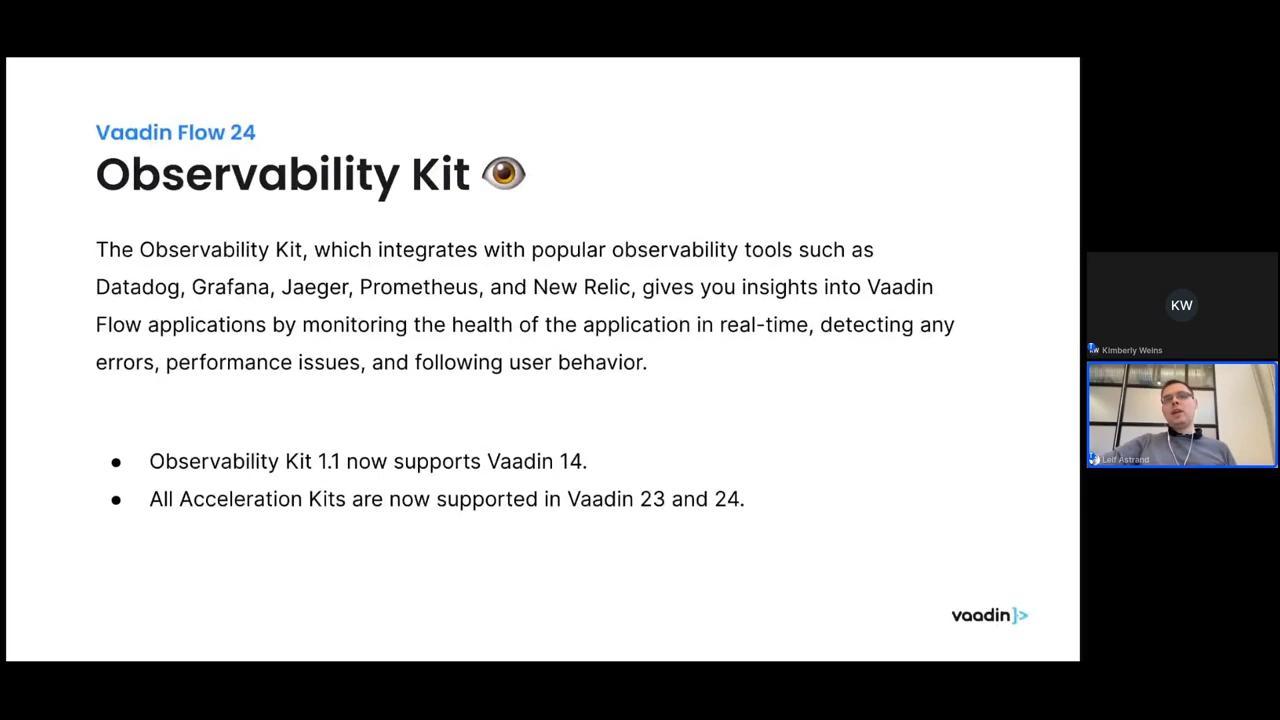 Vaadin Flow 24
Observability Kit
The Observability Kit, which integrates with popular observability tools such as
Datadog, Grafana, Jaeger, Prometheus, and New Relic, gives you insights into Vaadin
Flow applications by monitoring the health of the application in real-time, detecting any
errors, performance issues, and following user behavior.
● Observability Kit 1.1 now supports Vaadin 14.
● All Acceleration Kits are now supported in Vaadin 23 and 24.
vaadin}>
KW
Kimberly Weins
Leif Astrand